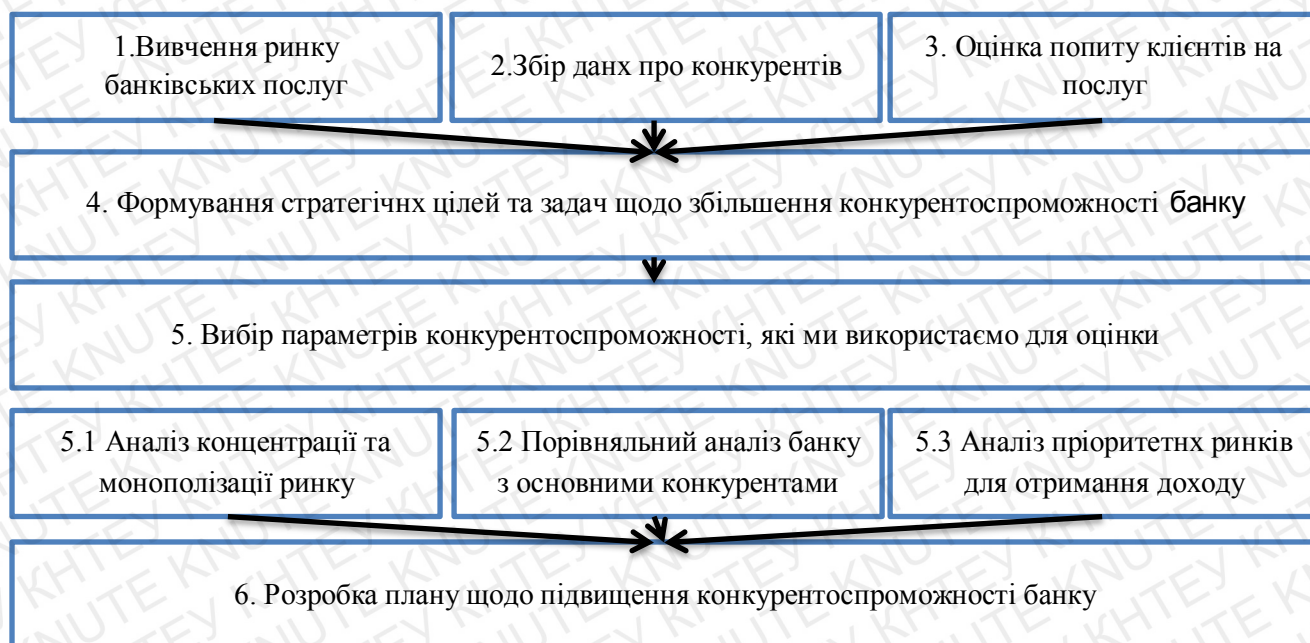 1.Вивчення ринку
банківських послуг
2.Збір данх про конкурентів
3. Оцінка попиту клієнтів на
послуг
4. Формування стратегічнх цілей та задач щодо збільшення конкурентоспроможності банку
5. Вибір параметрів конкурентоспроможності, які ми використаємо для оцінки
5.1 Аналіз концентрації та
монополізації ринку
5.2 Порівняльний аналіз банку
з основними конкурентами
5.3 Аналіз пріоритетнх ринків
для отримання доходу
6. Розробка плану щодо підвищення конкурентоспроможності банку